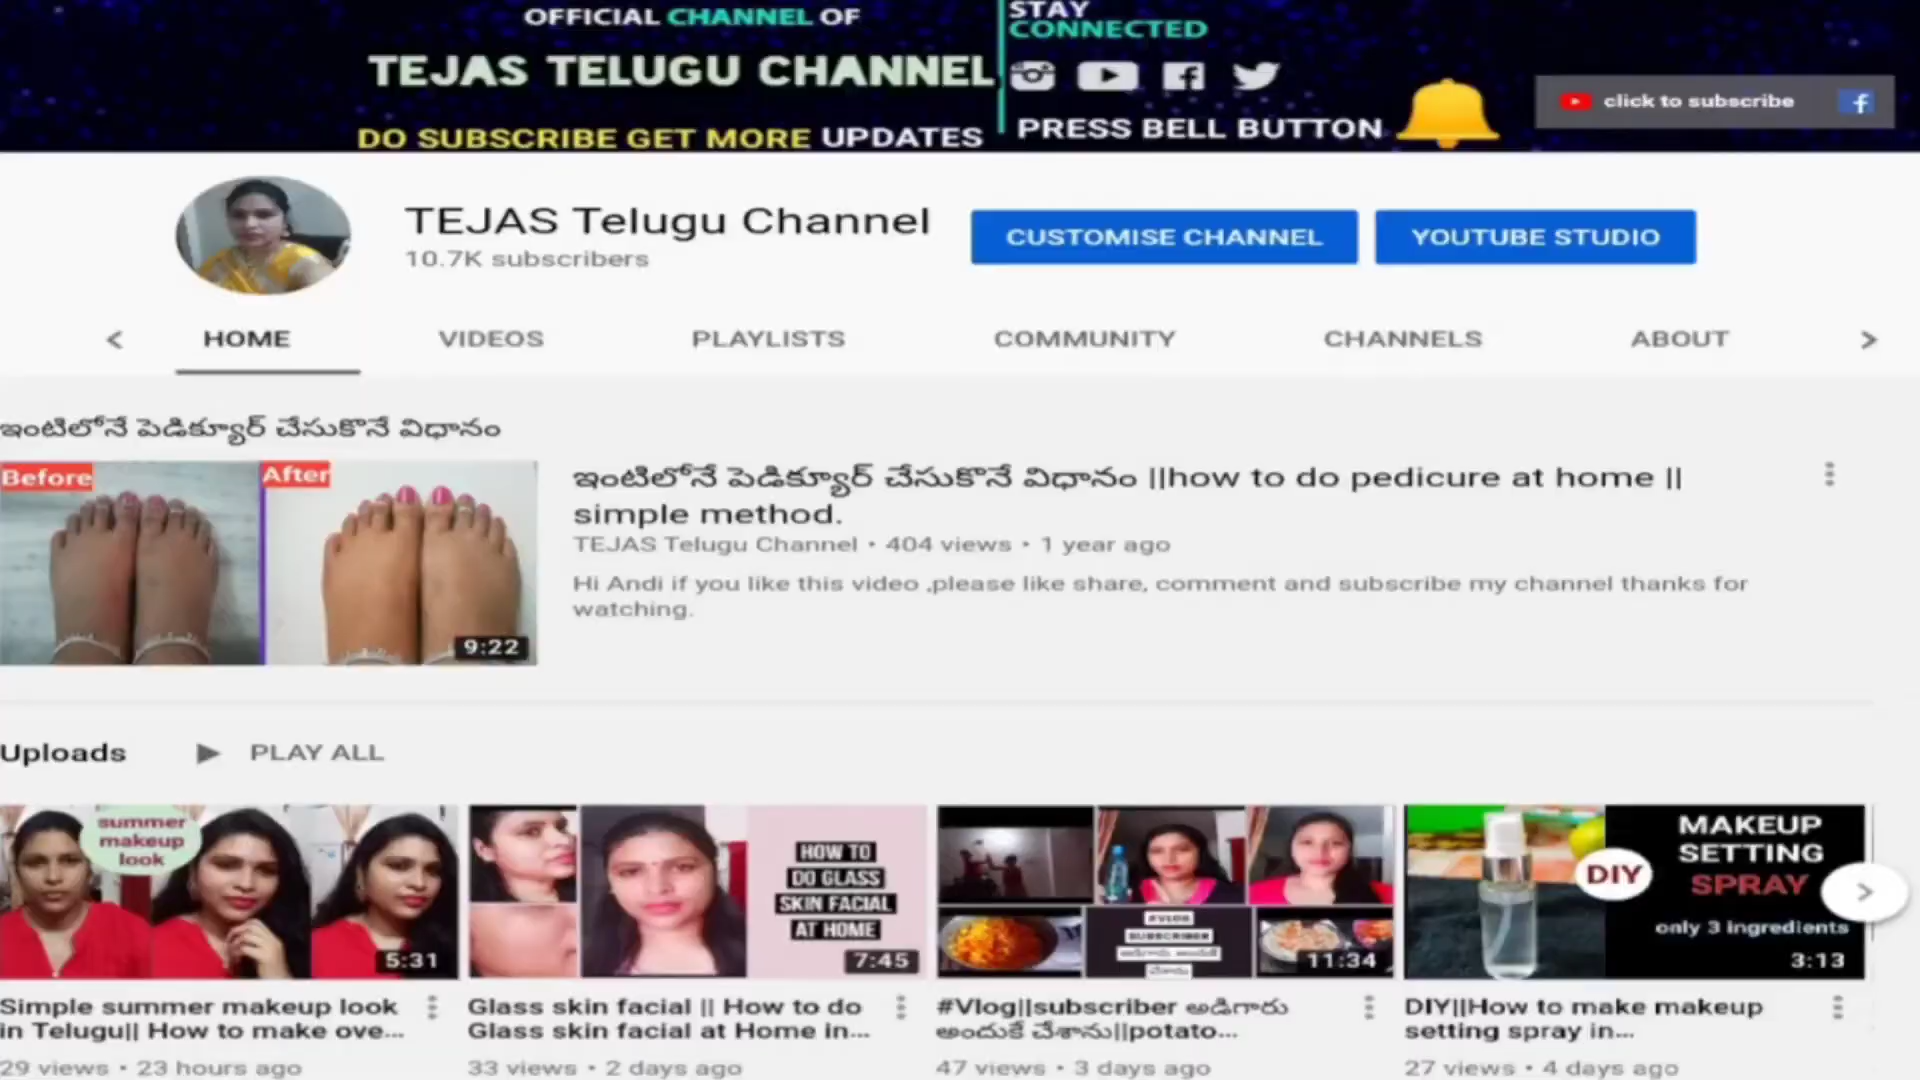 OFFICIAL CHANNEL OF
TEJAS TELUGU CHANNEL
DO SUBSCRIBE GET MORE UPDATES
STAY
CONNECTED
PRESS BELL BUTTON
click to subscribe
TEJAS Telugu Channel
10.7K subscribers
CUSTOMISE CHANNEL
YOUTUBE STUDIO
HOME VIDEOS PLAYLISTS COMMUNITY CHANNELS ABOUT
ఇంటిలోనే పెడిక్యూర్ చేసుకొనే విధానం
Before
After
9:22
ఇంటిలోనే పెడిక్యూర్ చేసుకొనే విధానం ||how to do pedicure at home ||
simple method.
TEJAS Telugu Channel • 404 views • 1 year ago
Hi Andi if you like this video ,please like share, comment and subscribe my channel thanks for
watching.
Uploads PLAY ALL
summer
makeup
look
5:31
Simple summer makeup look
in Telugu|| How to make ove...
29 views • 23 hours ago
HOW TO
DO GLASS
SKIN FACIAL
AT HOME
7:45
Glass skin facial || How to do
Glass skin facial at Home in...
33 views • 2 days ago
#VLOG
SUBSCRIBER
11:34
#Vlog||subscriber అడిగారు
అందుకే చేశాను||potato...
47 views • 3 days ago
DIY
MAKEUP
SETTING
SPRAY
only 3 ingredients
3:13
DIY||How to make makeup
setting spray in...
27 views • 4 days ago